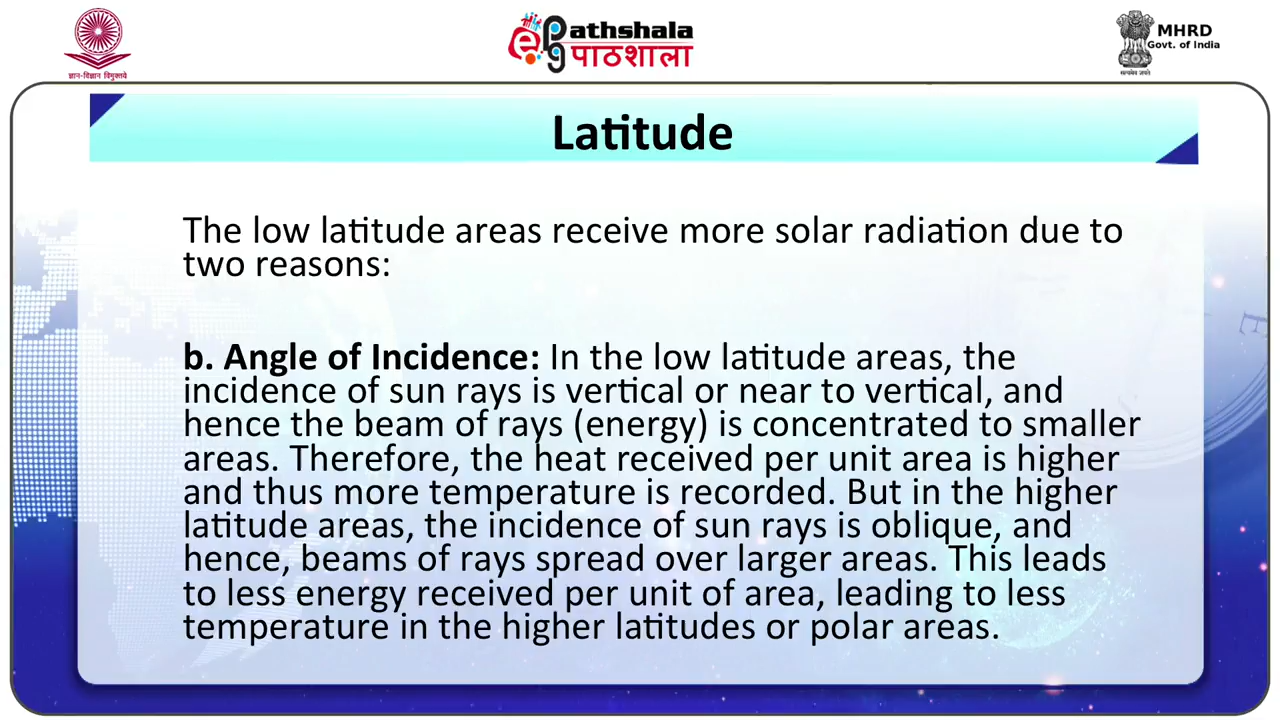 ज्ञान-विज्ञान विमुक्तये
e Pathshala
पाठशाला
MHRD
Govt. of India
सत्यमेव जयते
Latitude
The low latitude areas receive more solar radiation due to
two reasons:
b. Angle of Incidence: In the low latitude areas, the
incidence of sun rays is vertical or near to vertical, and
hence the beam of rays (energy) is concentrated to smaller
areas. Therefore, the heat received per unit area is higher
and thus more temperature is recorded. But in the higher
latitude areas, the incidence of sun rays is oblique, and
hence, beams of rays spread over larger areas. This leads
to less energy received per unit of area, leading to less
temperature in the higher latitudes or polar areas.